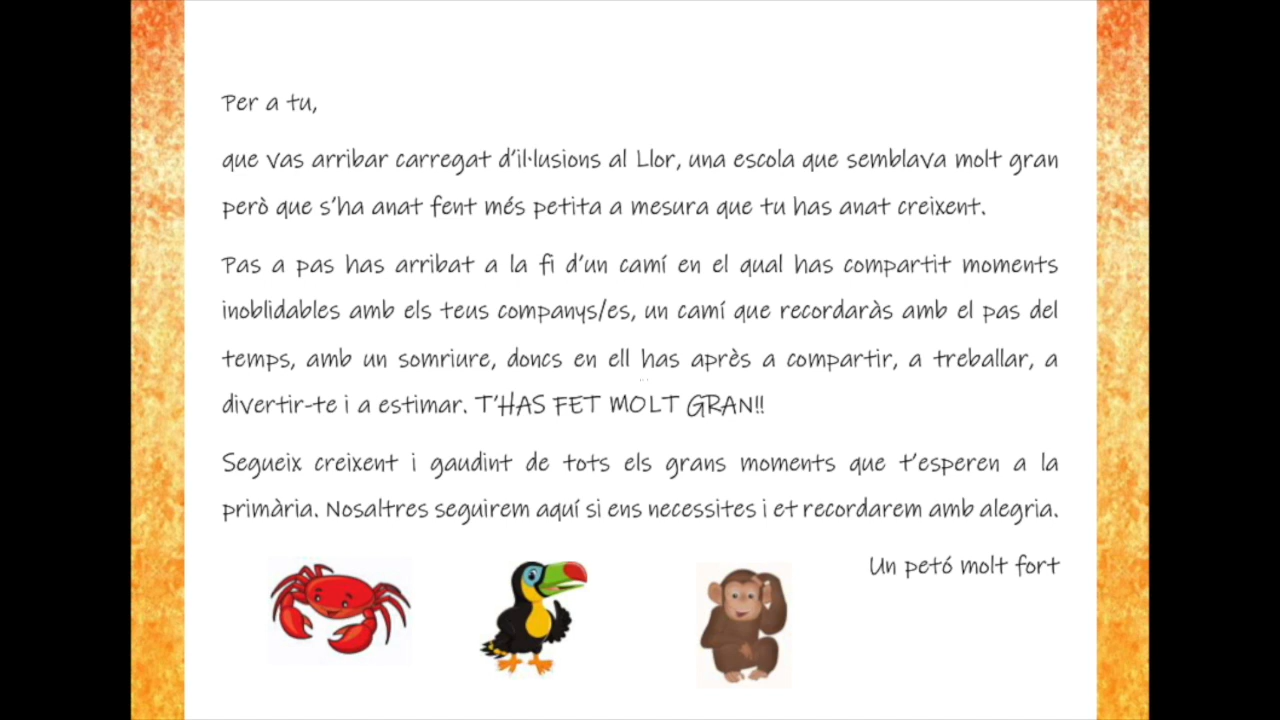 Per a tu,
que vas arribar carregat d'il·lusions al Llor, una escola que semblava molt gran
però que s'ha anat fent més petita a mesura que tu has anat creixent.
Pas a pas has arribat a la fi d'un camí en el qual has compartit moments
inoblidables amb els teus companys/es, un camí que recordaràs amb el pas del
temps, amb un somriure, doncs en ell has après a compartir, a treballar, a
divertir-te i a estimar. T'HAS FET MOLT GRAN!!
Segueix creixent i gaudint de tots els grans moments que t'esperen a la
primària. Nosaltres seguirem aquí si ens necessites i et recordarem amb alegria.
Un petó molt fort